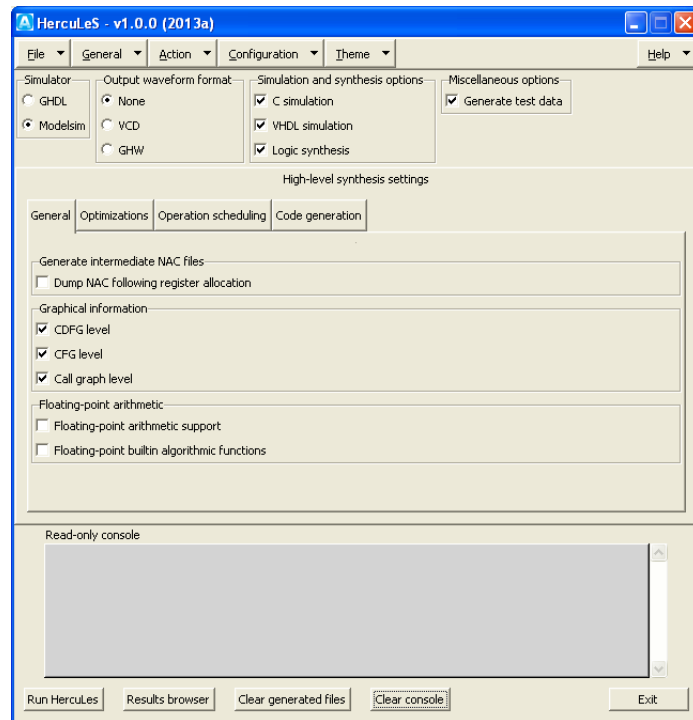 HercuLeS - v1.0.0 (2013a)
File General Action Configuration Theme Help
Simulator Output waveform format Simulation and synthesis options Miscellaneous options
GHDL None C simulation Generate test data
Modelsim VCD VHDL simulation
GHW Logic synthesis
High-level synthesis settings
General Optimizations Operation scheduling Code generation
Generate intermediate NAC files
Dump NAC following register allocation
Graphical information
CDFG level
CFG level
Call graph level
Floating-point arithmetic
Floating-point arithmetic support
Floating-point builtin algorithmic functions
Read-only console
Run HercuLes Results browser Clear generated files Clear console Exit